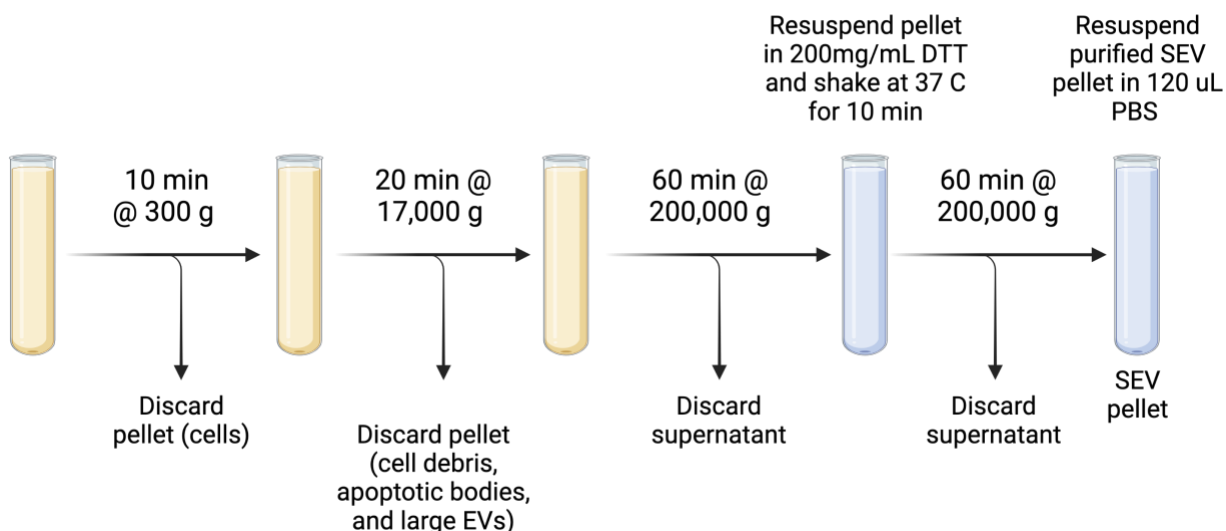 Resuspend pellet
in 200mg/mL DTT
and shake at 37 C
for 10 min
Resuspend
purified SEV
pellet in 120 uL
PBS
10 min
@ 300 g
20 min @
17,000 g
60 min @
200,000 g
60 min @
200,000 g
Discard
pellet (cells)
Discard pellet
(cell debris,
apoptotic bodies,
and large EVs)
Discard
supernatant
Discard
supernatant
SEV
pellet